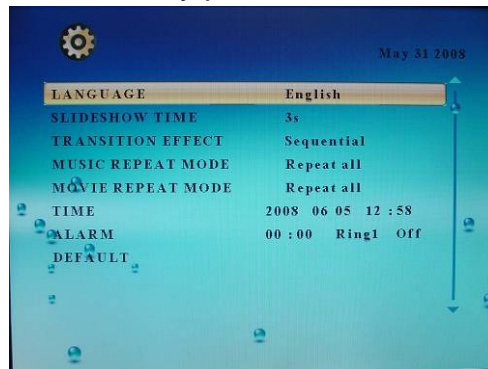 May 31 2008
LANGUAGE English
SLIDESHOW TIME 3s
TRANSITION EFFECT Sequential
MUSIC REPEAT MODE Repeat all
MOVIE REPEAT MODE Repeat all
TIME 2008 06 05 12 : 58
ALARM 00 : 00 Ring1 Off
DEFAULT